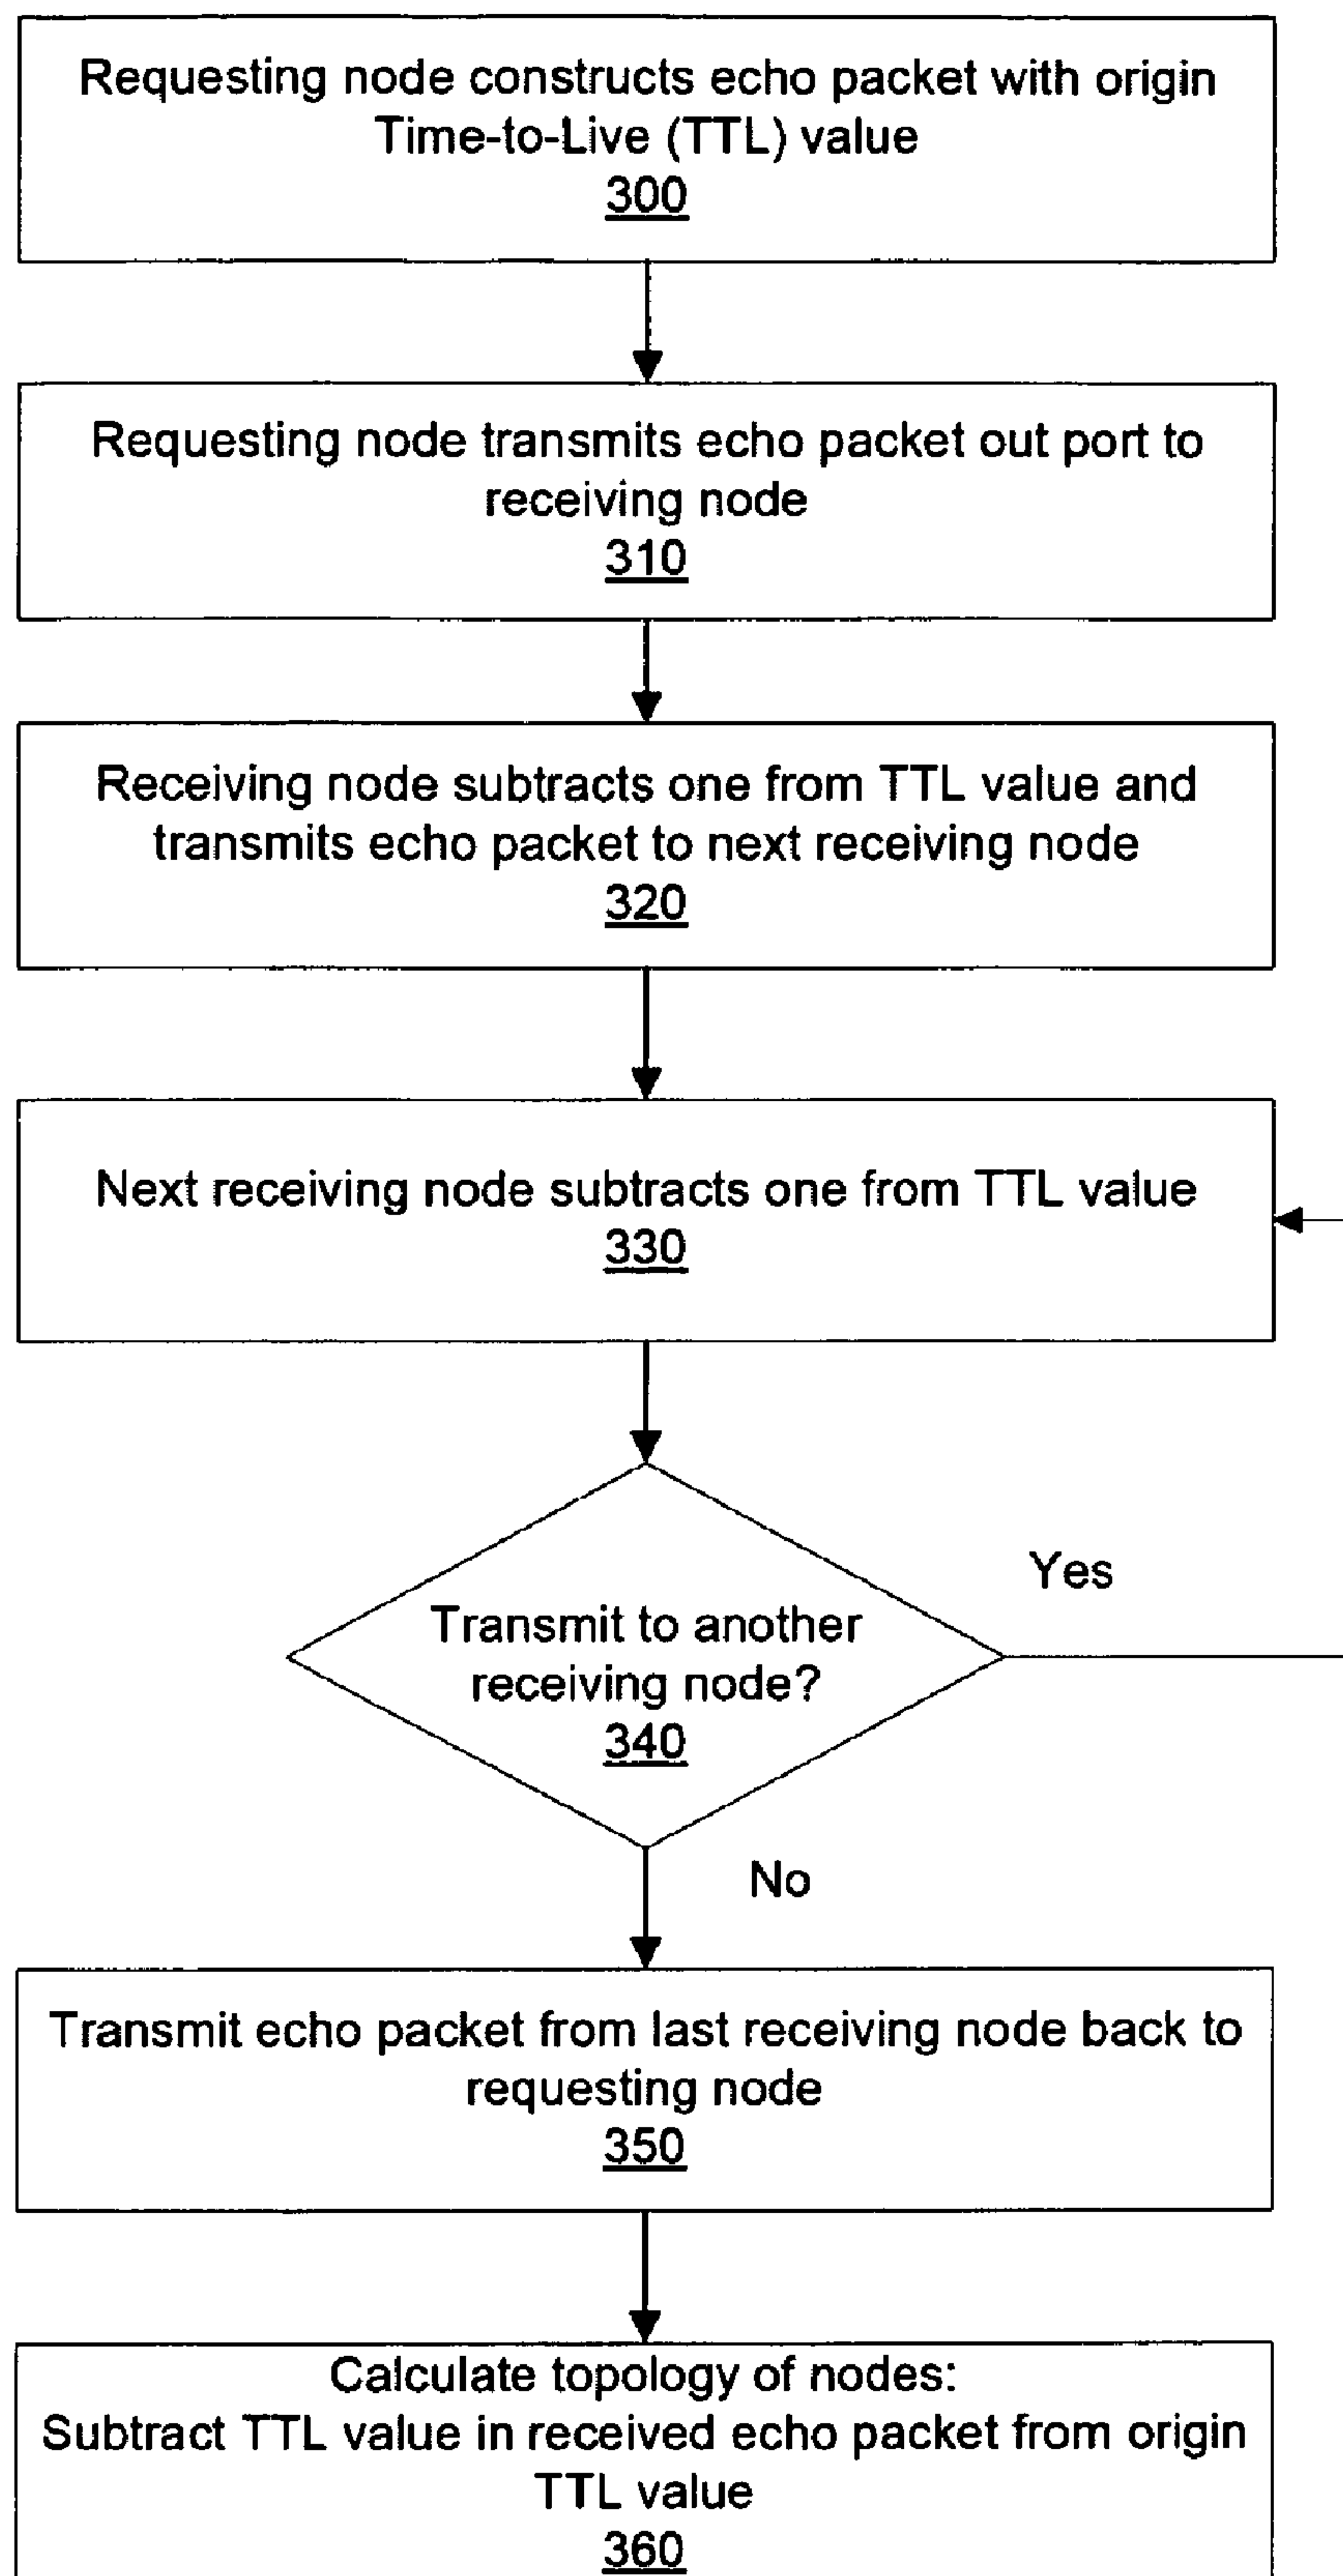 Requesting node constructs echo packet with origin
Time-to-Live (TTL) value
300
Requesting node transmits echo packet out port to
receiving node
310
Receiving node subtracts one from TTL value and
transmits echo packet to next receiving node
320
Next receiving node subtracts one from TTL value
330
Yes
Transmit to another
receiving node?
340
No
Transmit echo packet from last receiving node back to
requesting node
350
Calculate topology of nodes:
Subtract TTL value in received echo packet from origin
TTL value
360